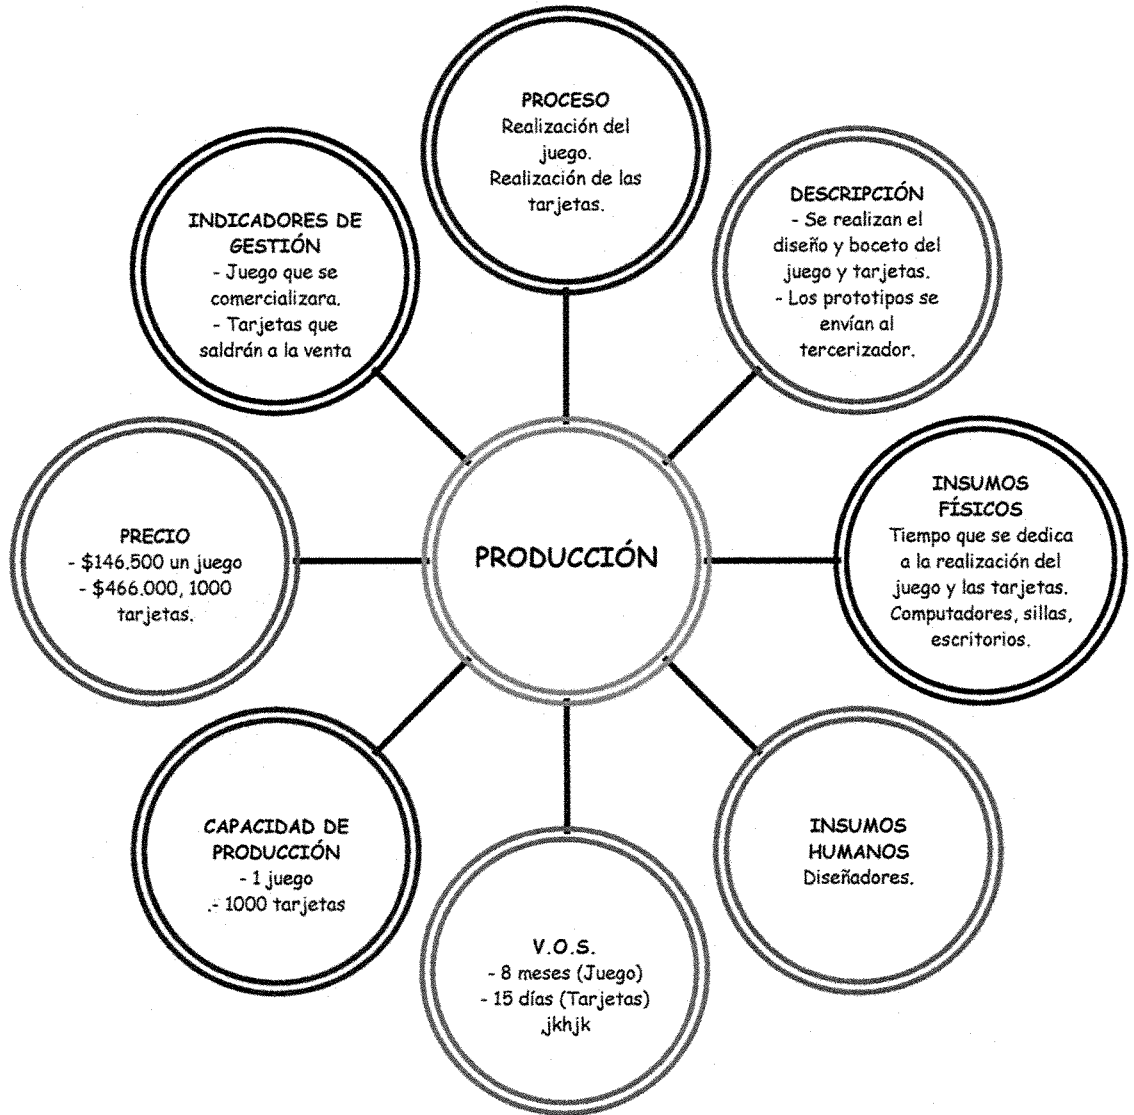 PROCESO
Realización del
juego.
Realización de las
tarjetas.
DESCRIPCIÓN
- Se realizan el
diseño y boceto del
juego y tarjetas.
- Los prototipos se
envían al
tercerizador.
INSUMOS
FÍSICOS
Tiempo que se dedica
a la realización del
juego y las tarjetas.
Computadores, sillas,
escritorios.
INSUMOS
HUMANOS
Diseñadores.
V.O.S.
- 8 meses (Juego)
- 15 días (Tarjetas)
jkhjk
CAPACIDAD DE
PRODUCCIÓN
- 1 juego
.- 1000 tarjetas
PRECIO
- $146.500 un juego
- $466.000, 1000
tarjetas.
INDICADORES DE
GESTIÓN
- Juego que se
comercializara.
- Tarjetas que
saldrán a la venta
PRODUCCIÓN